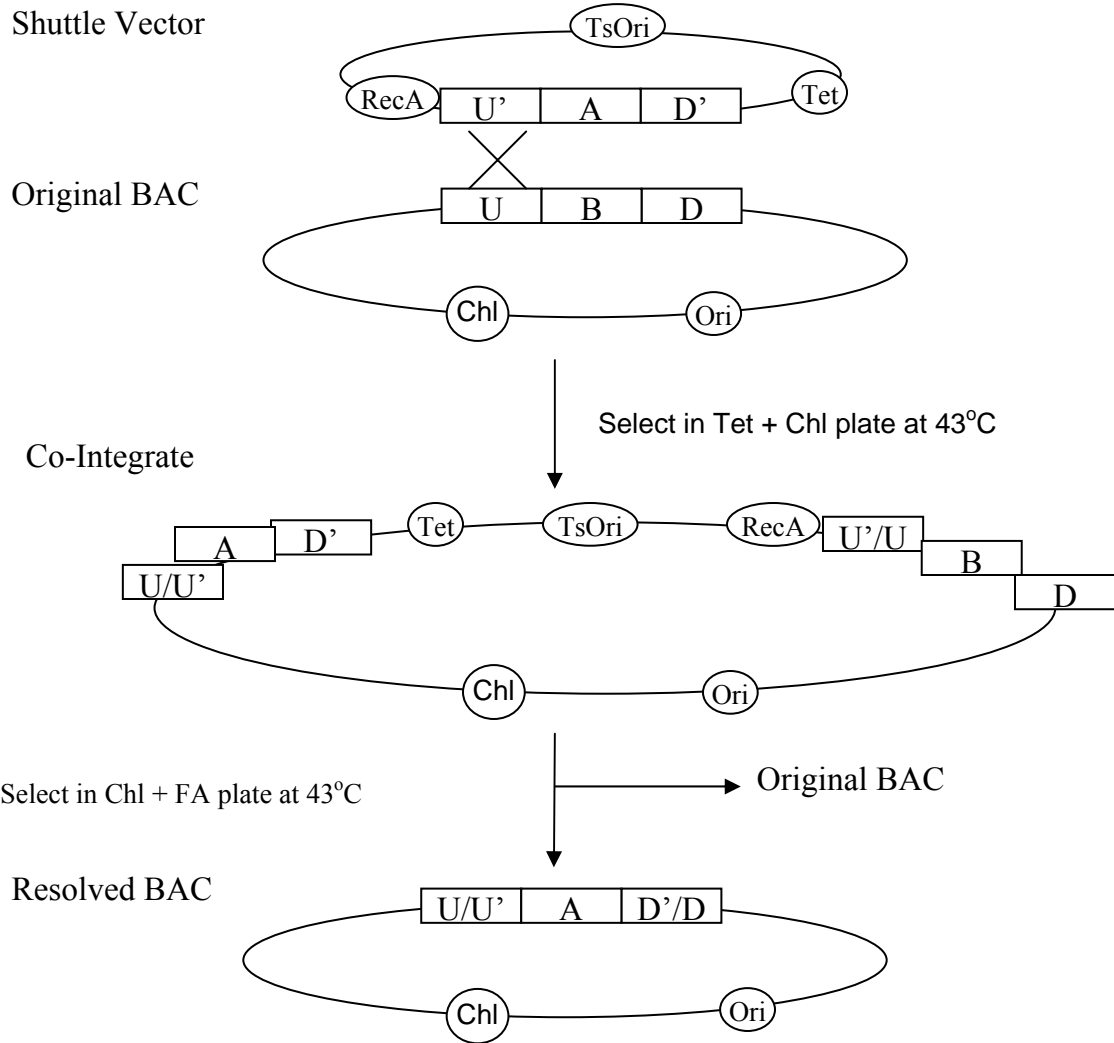 Shuttle Vector
TsOri
RecA
Tet
U’
A
D’
Original BAC
U
B
D
Chl
Ori
Select in Tet + Chl plate at 43°C
Co-Integrate
Tet
TsOri
RecA
U/U’
A
D’
U’/U
B
D
Chl
Ori
Select in Chl + FA plate at 43°C
Original BAC
Resolved BAC
U/U’
A
D’/D
Chl
Ori